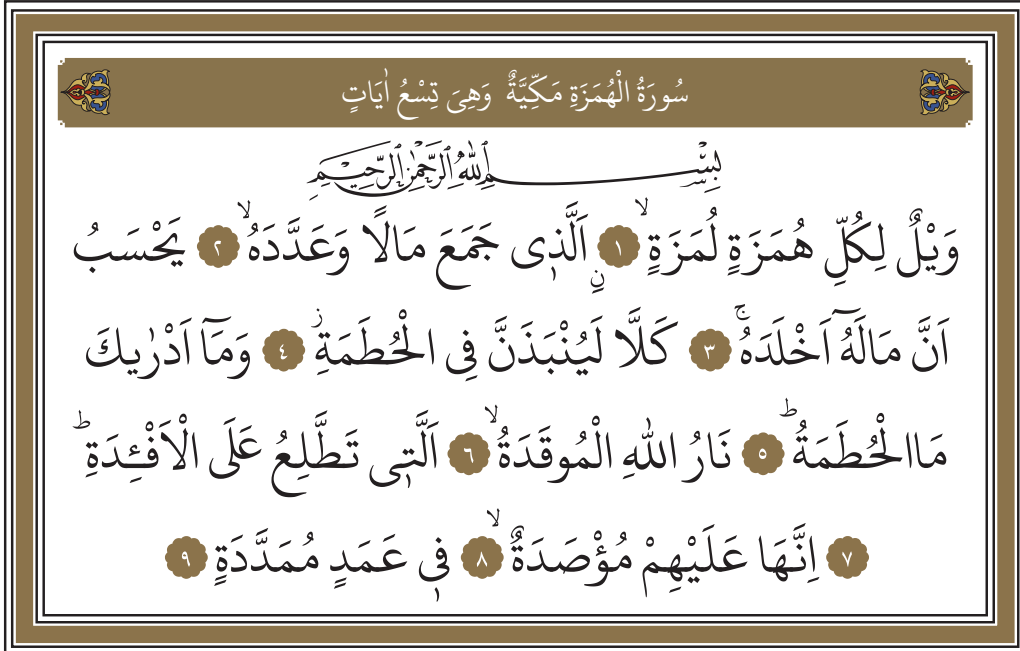 سُورَةُ الْهُمَزَةِ مَكِّيَّةٌ وَهِىَ تِسْعُ اٰيَاتٍ
بِسْمِ اللّٰهِ الرَّحْمٰنِ الرَّحِيمِ
وَيْلٌ لِكُلِّ هُمَزَةٍ لُمَزَةٍۙ ﴿١﴾ اَلَّذٖى جَمَعَ مَالًا وَعَدَّدَهُۙ ﴿٢﴾ يَحْسَبُ
اَنَّ مَالَهُٓ اَخْلَدَهُۚ ﴿٣﴾ كَلَّا لَيُنْبَذَنَّ فِى الْحُطَمَةِؗ ﴿٤﴾ وَمَٓا اَدْرٰيكَ
مَا الْحُطَمَةُؕ ﴿٥﴾ نَارُ اللّٰهِ الْمُوقَدَةُۙ ﴿٦﴾ اَلَّتٖى تَطَّلِعُ عَلَى الْاَفْـِٔدَةِؕ
﴿٧﴾ اِنَّهَا عَلَيْهِمْ مُؤْصَدَةٌۙ ﴿٨﴾ فٖى عَمَدٍ مُمَدَّدَةٍ ﴿٩﴾